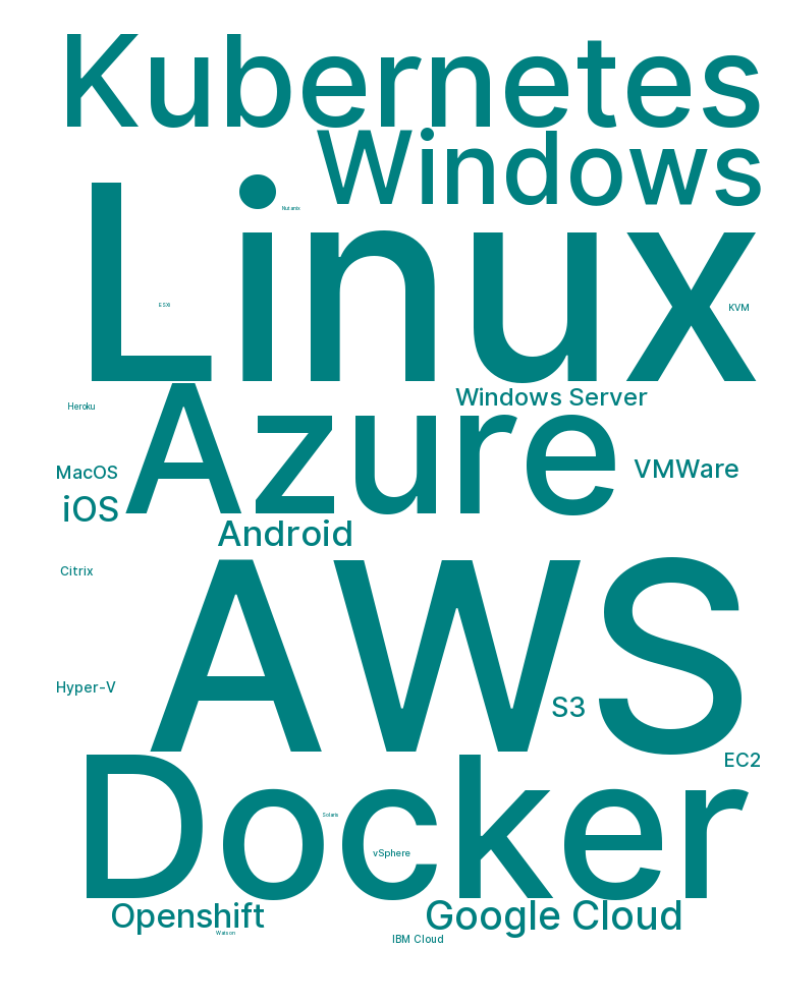 Kubernetes
Windows
Nutanix
Linux
ESXi
KVM
Windows Server
Heroku
Azure
MacOS
VMWare
iOS
Android
Citrix
AWS
Hyper-V
S3
EC2
Docker
Solaris
vSphere
Openshift
Google Cloud
Watson
IBM Cloud